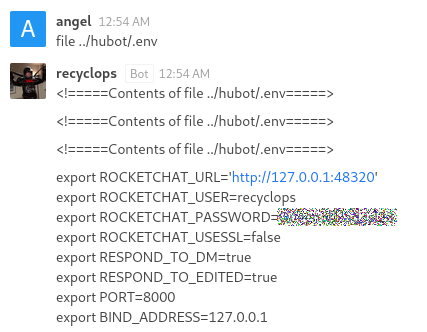 A
angel 12:54 AM
file ../hubot/.env
recyclops Bot 12:54 AM
<!=====Contents of file ../hubot/.env=====>
<!=====Contents of file ../hubot/.env=====>
<!=====Contents of file ../hubot/.env=====>
export ROCKETCHAT_URL='http://127.0.0.1:48320'
export ROCKETCHAT_USER=recyclops
export ROCKETCHAT_PASSWORD=
export ROCKETCHAT_USESSL=false
export RESPOND_TO_DM=true
export RESPOND_TO_EDITED=true
export PORT=8000
export BIND_ADDRESS=127.0.0.1